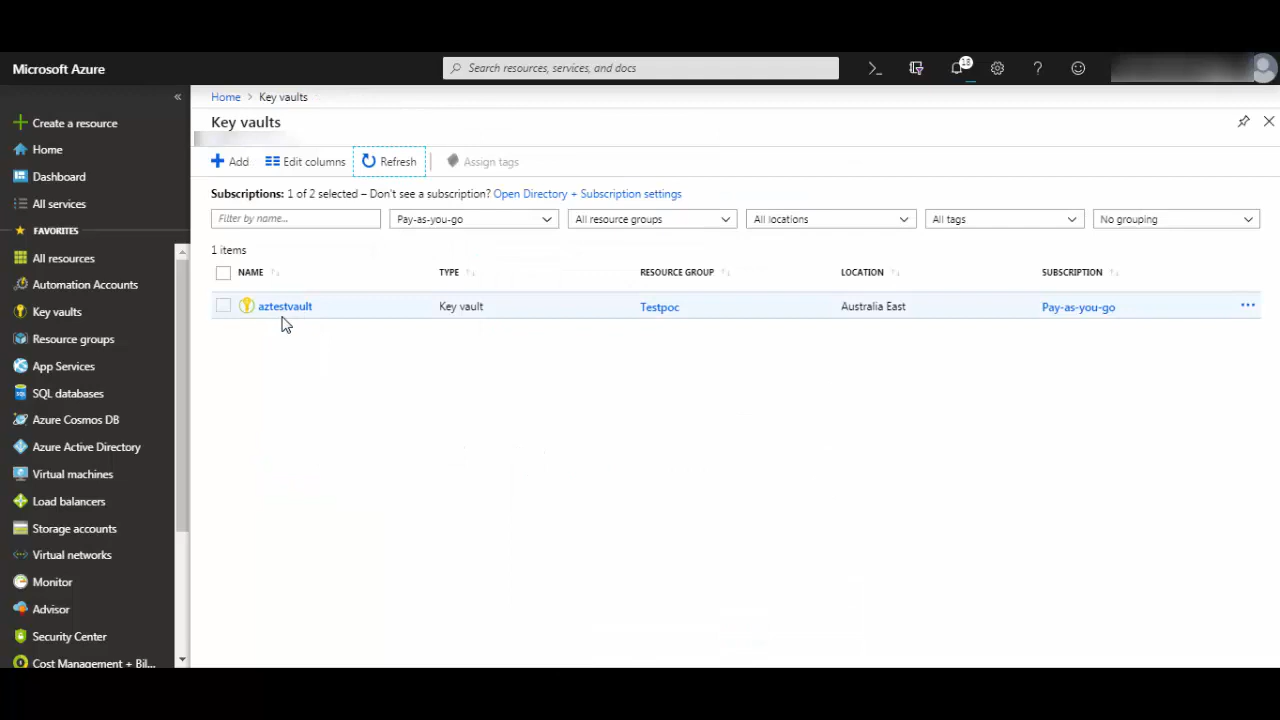 Microsoft Azure
Search resources, services, and docs
18
Home > Key vaults
Key vaults
Add
Edit columns
Refresh
Assign tags
Subscriptions: 1 of 2 selected – Don't see a subscription? Open Directory + Subscription settings
Filter by name...
Pay-as-you-go
All resource groups
All locations
All tags
No grouping
1 items
NAME
TYPE
RESOURCE GROUP
LOCATION
SUBSCRIPTION
aztestvault
Key vault
Testpoc
Australia East
Pay-as-you-go
Create a resource
Home
Dashboard
All services
FAVORITES
All resources
Automation Accounts
Key vaults
Resource groups
App Services
SQL databases
Azure Cosmos DB
Azure Active Directory
Virtual machines
Load balancers
Storage accounts
Virtual networks
Monitor
Advisor
Security Center
Cost Management + Bil...